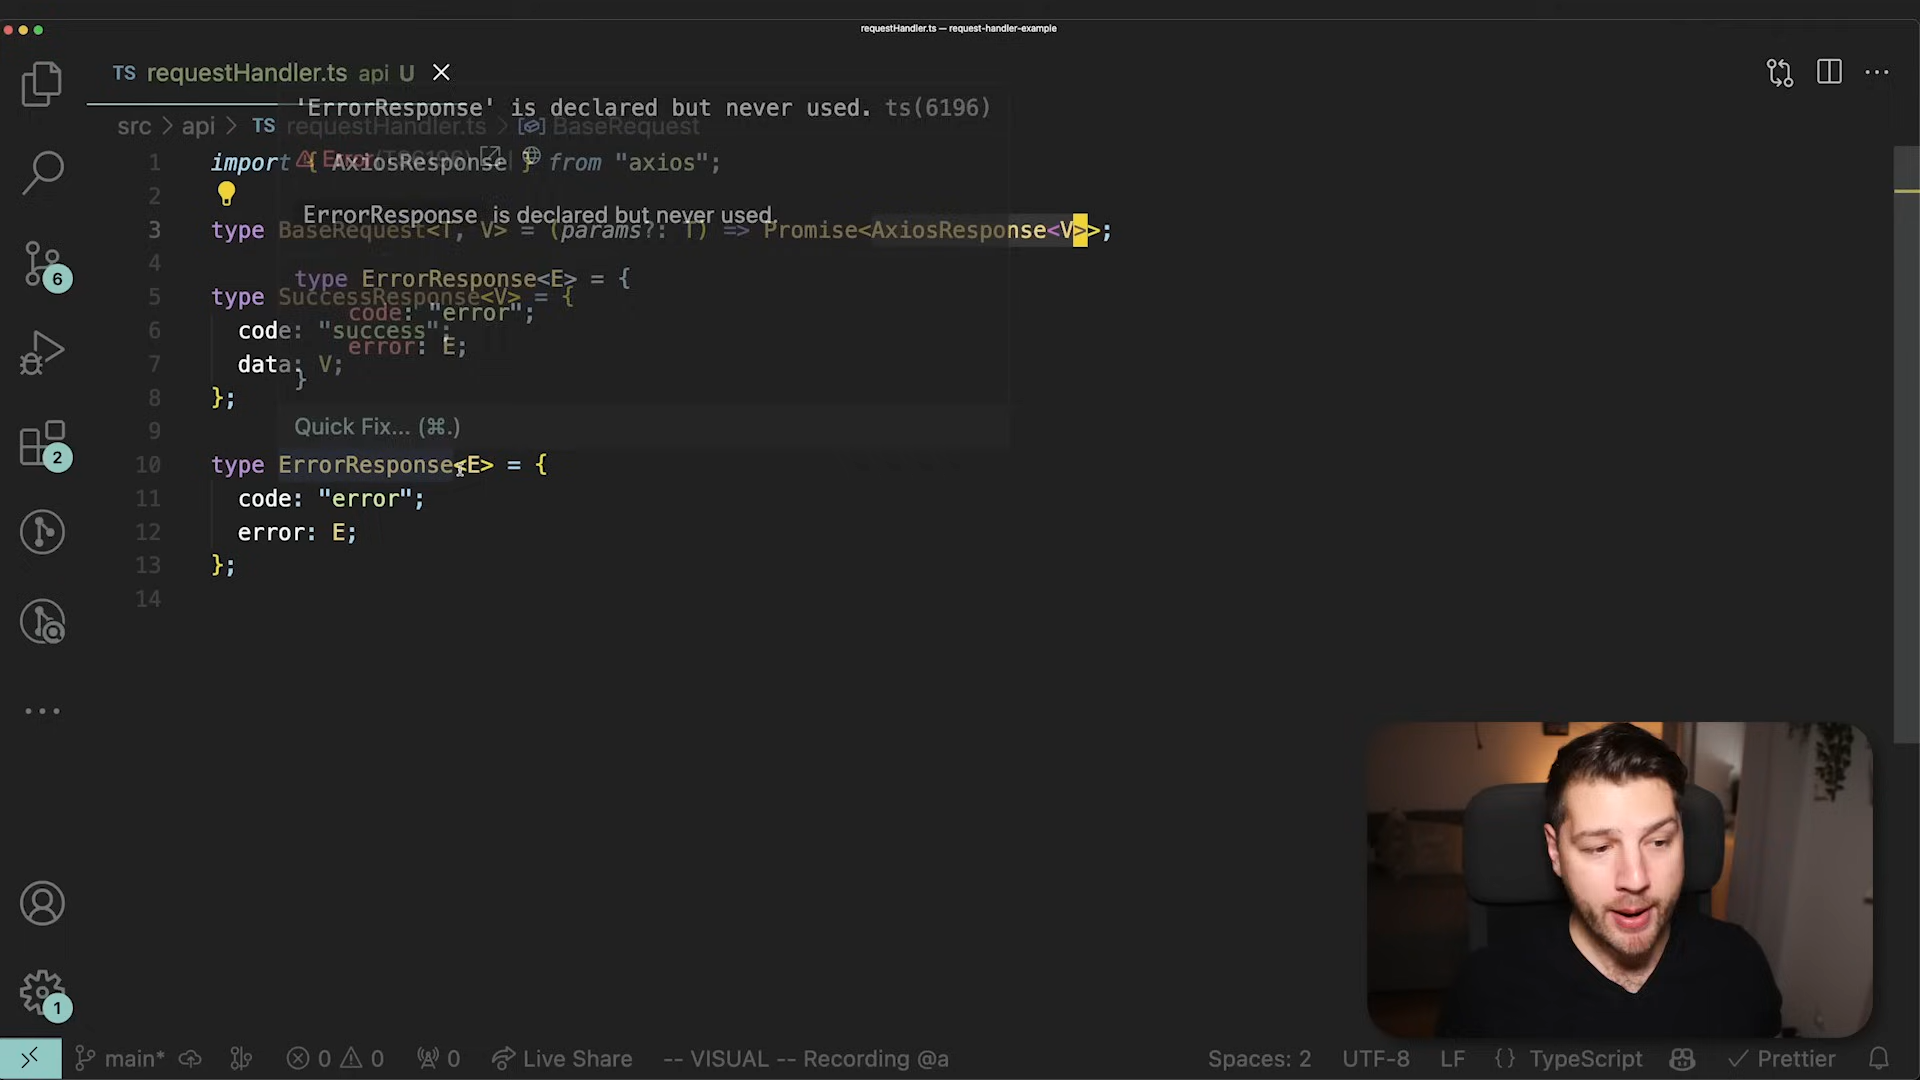 requestHandler.ts — request-handler-example
TS requestHandler.ts api U
'ErrorResponse' is declared but never used. ts(6196)
src > api > TS requestHandler.ts > BaseRequest
Error (TS6196) |
1 import { AxiosResponse } from "axios";
2
ErrorResponse is declared but never used.
3 type BaseRequest<T, V> = (params?: T) => Promise<AxiosResponse<V>>;
4
type ErrorResponse<E> = {
5 type SuccessResponse<V> = {
code: "error";
6 code: "success";
error: E;
7 data: V;
}
8 };
Quick Fix... (⌘.)
9
10 type ErrorResponse<E> = {
11 code: "error";
12 error: E;
13 };
14
6
2
1
main* 0 0 0 Live Share -- VISUAL -- Recording @a Spaces: 2 UTF-8 LF {} TypeScript Prettier